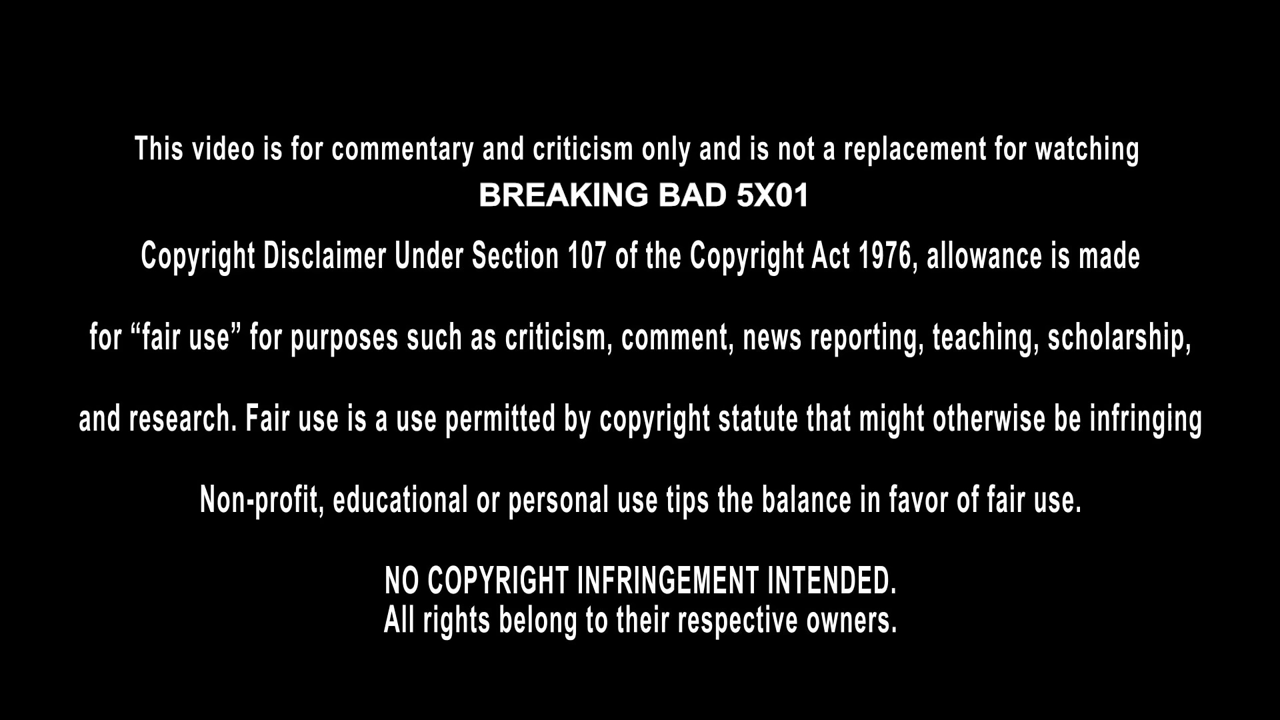 This video is for commentary and criticism only and is not a replacement for watching
BREAKING BAD 5X01
Copyright Disclaimer Under Section 107 of the Copyright Act 1976, allowance is made
for “fair use” for purposes such as criticism, comment, news reporting, teaching, scholarship,
and research. Fair use is a use permitted by copyright statute that might otherwise be infringing
Non-profit, educational or personal use tips the balance in favor of fair use.
NO COPYRIGHT INFRINGEMENT INTENDED.
All rights belong to their respective owners.